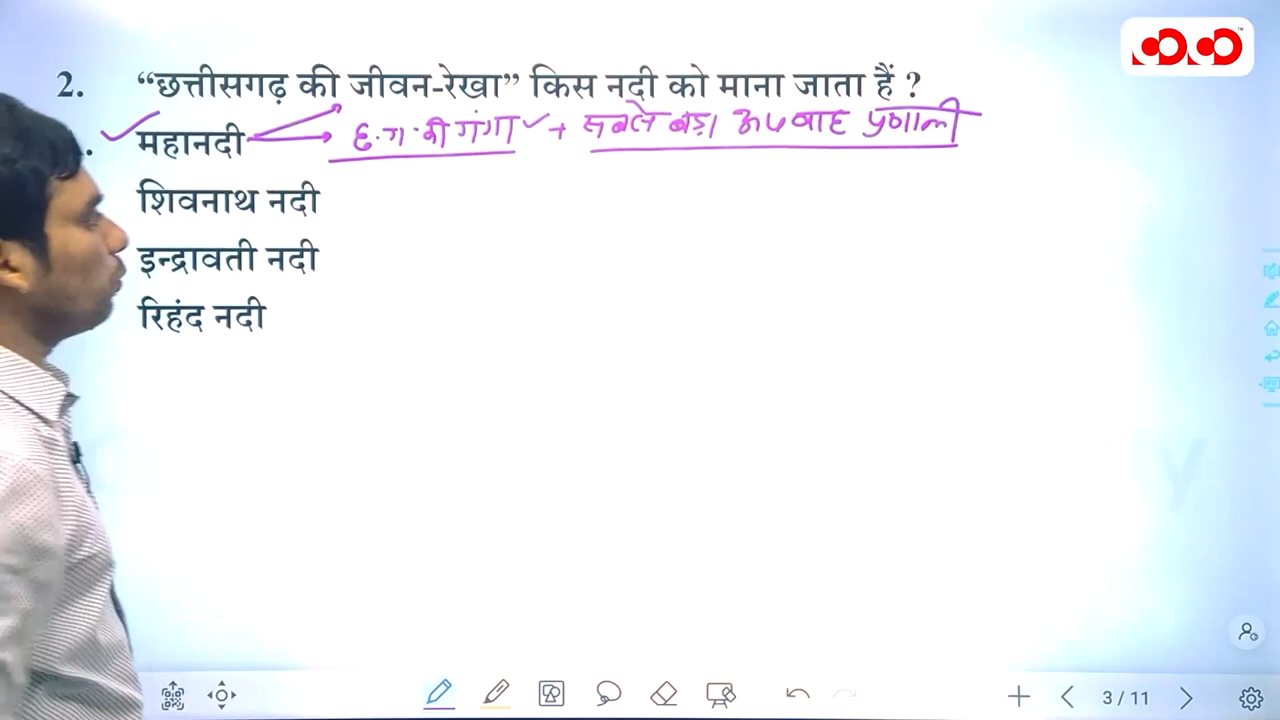 2. “छत्तीसगढ़ की जीवन-रेखा” किस नदी को माना जाता हैं ?
महानदी छ.ग. की गंगा + सबसे बड़ा अपवाह प्रणाली
शिवनाथ नदी
इन्द्रावती नदी
रिहंद नदी
3 / 11